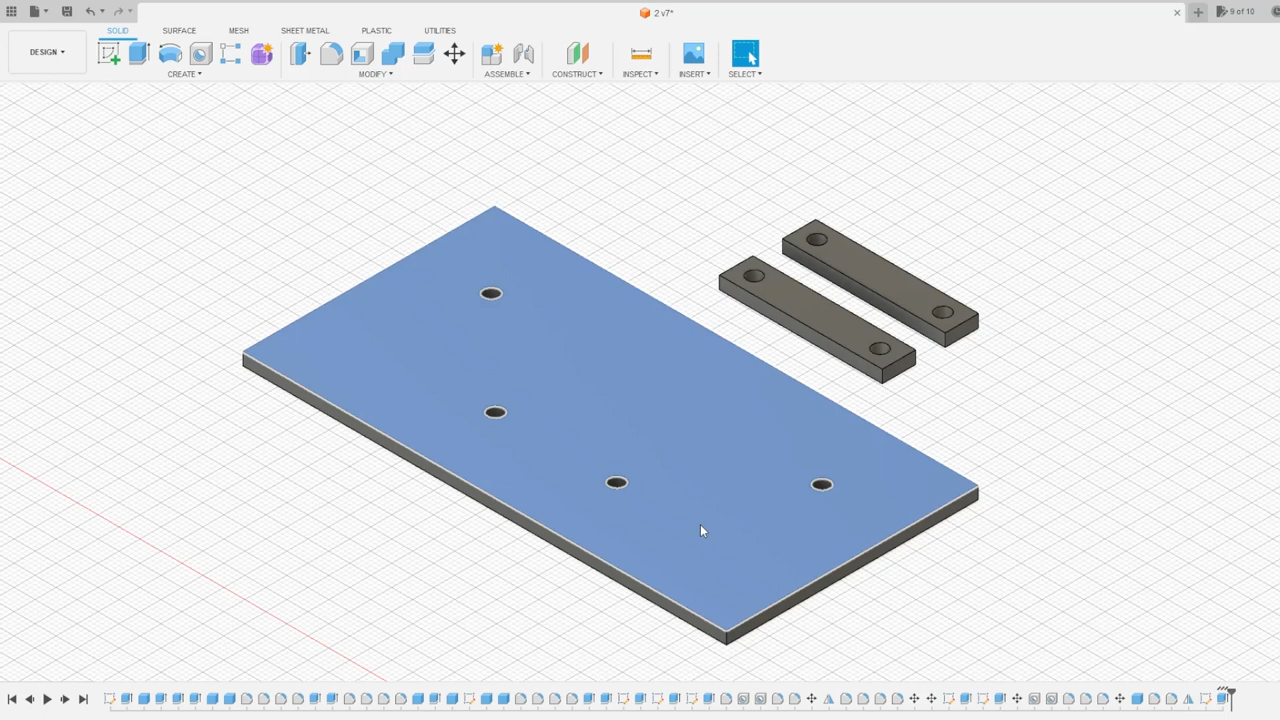 2 v7*
9 of 10
SOLID SURFACE MESH SHEET METAL PLASTIC UTILITIES
DESIGN
CREATE MODIFY ASSEMBLE CONSTRUCT INSPECT INSERT SELECT